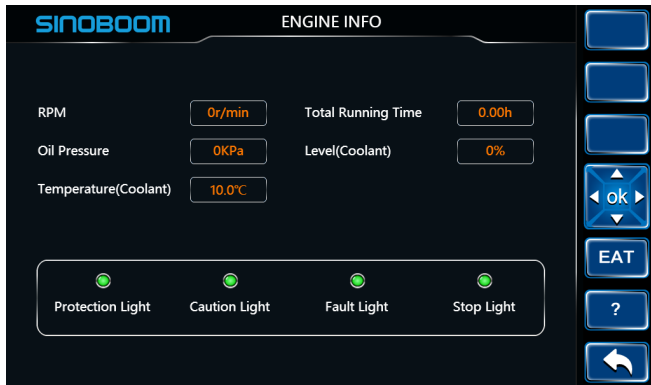 SINOBOOM
ENGINE INFO
RPM 0r/min Total Running Time 0.00h
Oil Pressure 0KPa Level(Coolant) 0%
Temperature(Coolant) 10.0℃
ok
EAT
Protection Light Caution Light Fault Light Stop Light
?